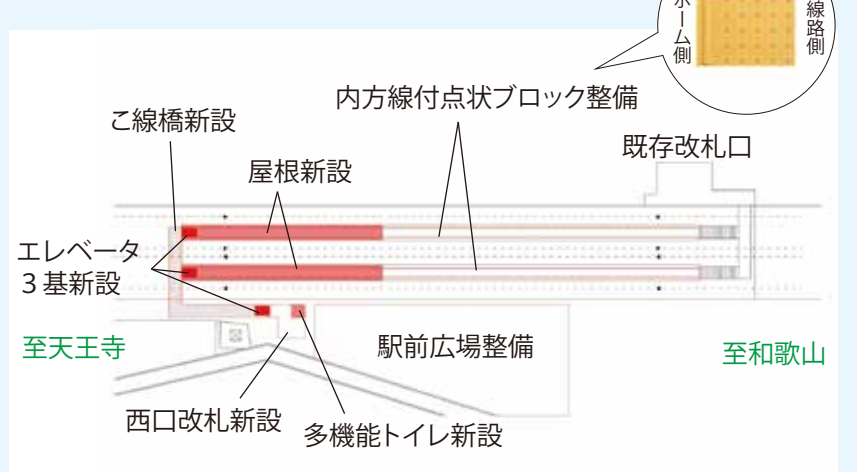 ホーム側
線路側
内方線付点状ブロック整備
こ線橋新設
既存改札口
屋根新設
エレベータ
3基新設
至天王寺
駅前広場整備
至和歌山
西口改札新設
多機能トイレ新設